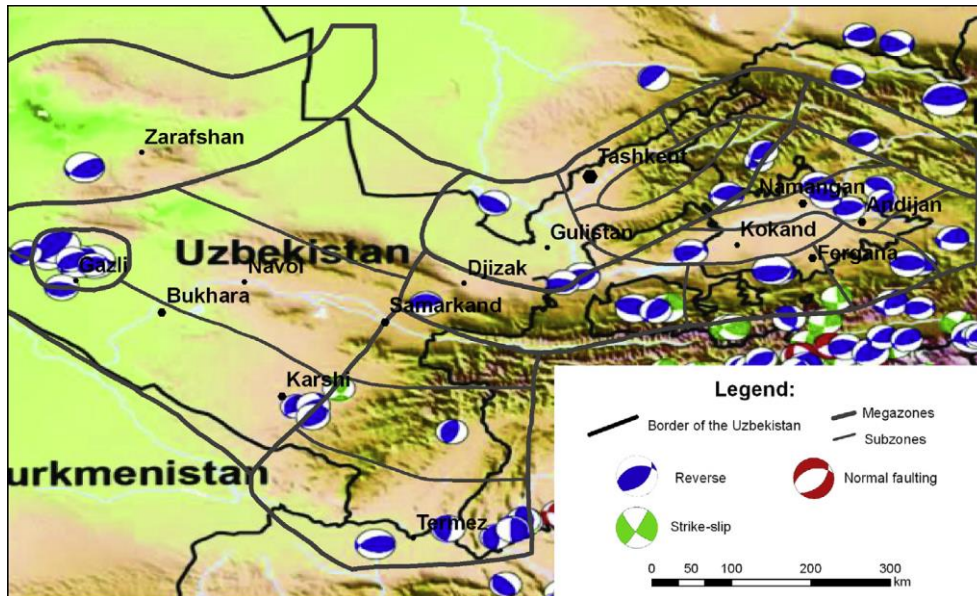 Zarafshan
Tashkent
Namangan
Andijan
Gulistan
Kokand
Uzbekistan
Fergana
Gazli
Navoi
Djizak
Bukhara
Samarkand
Karshi
urkmenistan
Termez
Legend:
Border of the Uzbekistan
Megazones
Subzones
Reverse
Normal faulting
Strike-slip
0 100 200 300
km